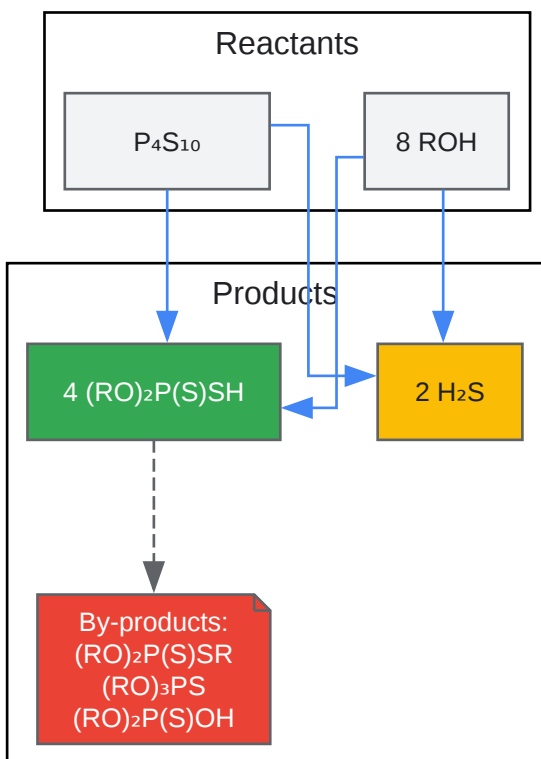 Reactants
P₄S₁₀
8 ROH
Products
4 (RO)₂P(S)SH
2 H₂S
By-products:
(RO)₂P(S)SR
(RO)₃PS
(RO)₂P(S)OH